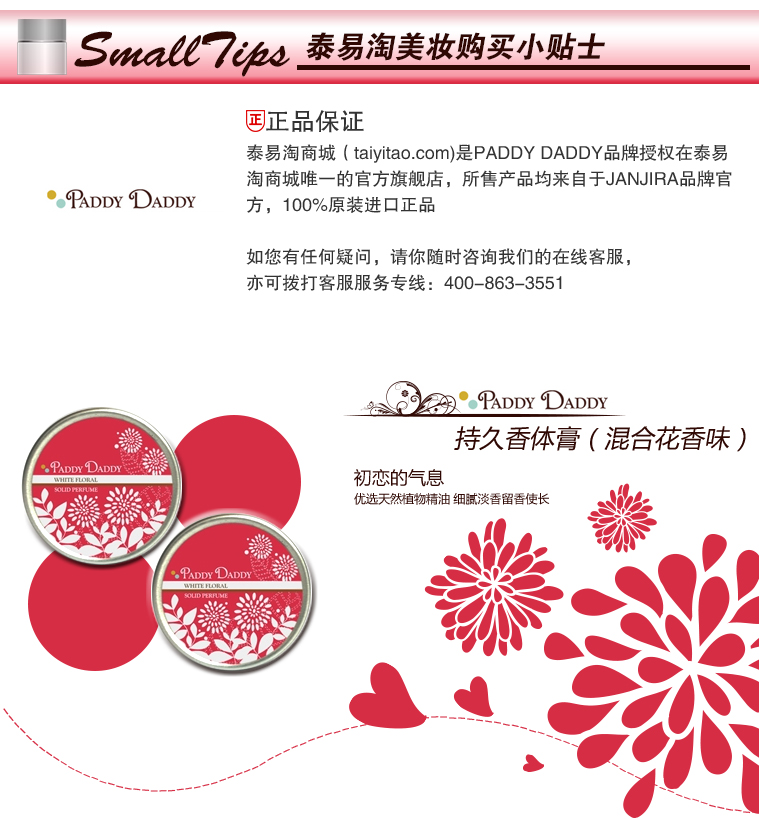 Small Tips 泰易淘美妆购买小贴士
正 正品保证
泰易淘商城（taiyitao.com)是PADDY DADDY品牌授权在泰易
淘商城唯一的官方旗舰店，所售产品均来自于JANJIRA品牌官
方，100%原装进口正品
PADDY DADDY
如您有任何疑问，请你随时咨询我们的在线客服，
亦可拨打客服服务专线：400-863-3551
PADDY DADDY
持久香体膏（混合花香味）
初恋的气息
优选天然植物精油 细腻淡香留香使长
PADDY DADDY
WHITE FLORAL
SOLID PERFUME
PADDY DADDY
WHITE FLORAL
SOLID PERFUME